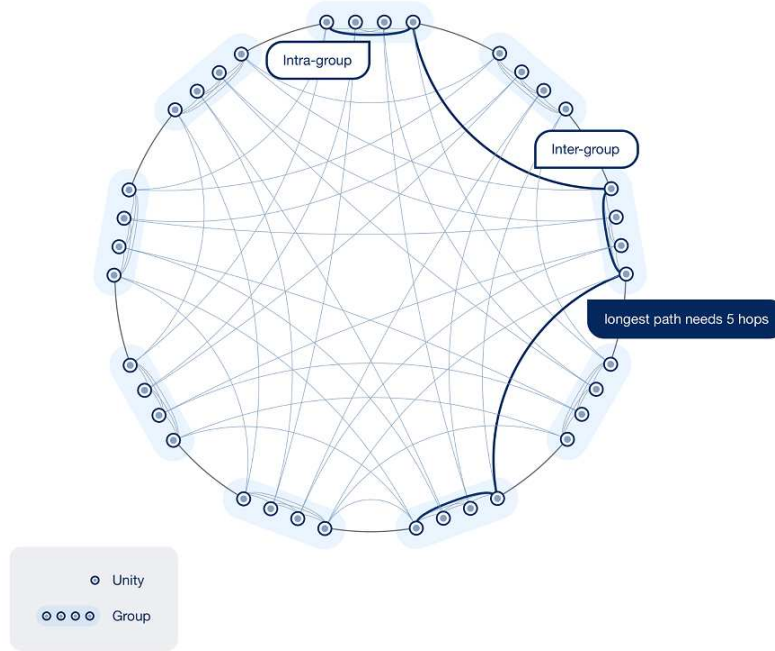 Intra-group
Inter-group
longest path needs 5 hops
Unity
Group